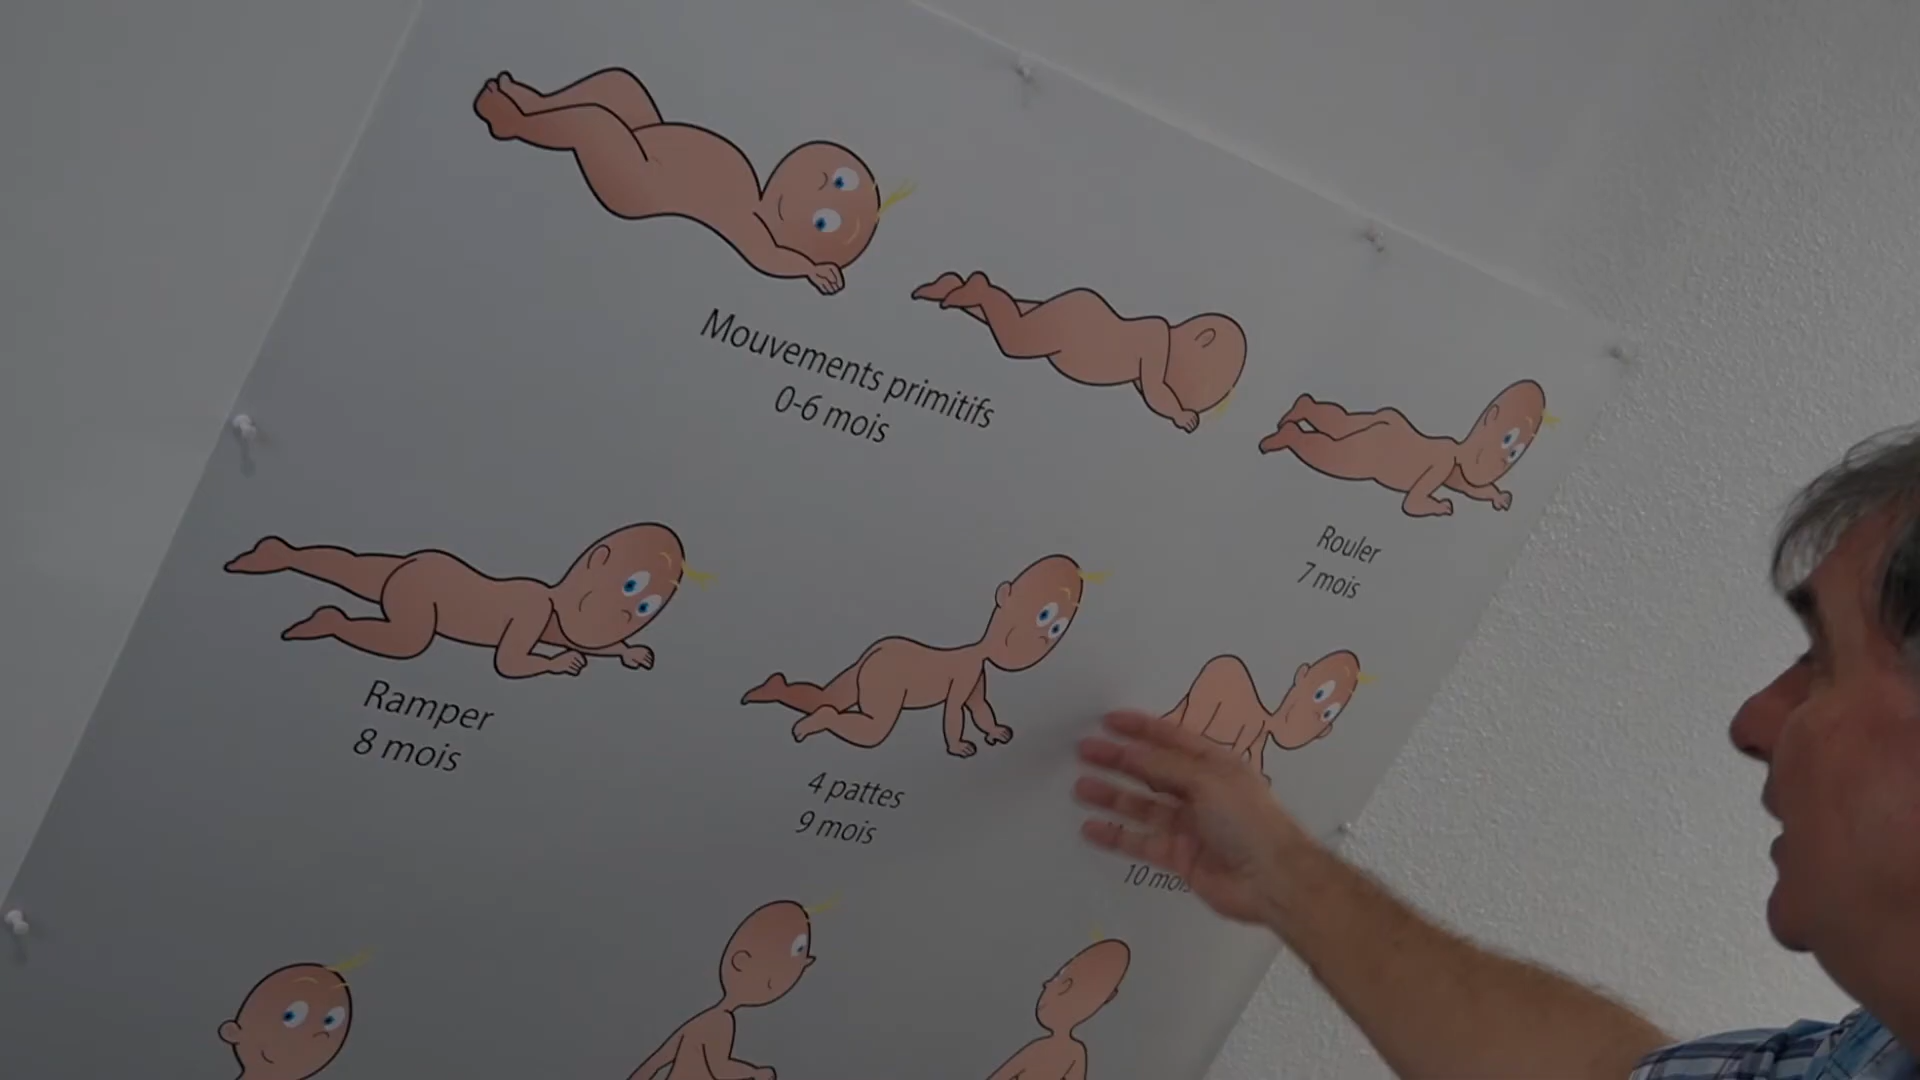 Mouvements primitifs
0-6 mois
Rouler
7 mois
Ramper
8 mois
4 pattes
9 mois
10 mois